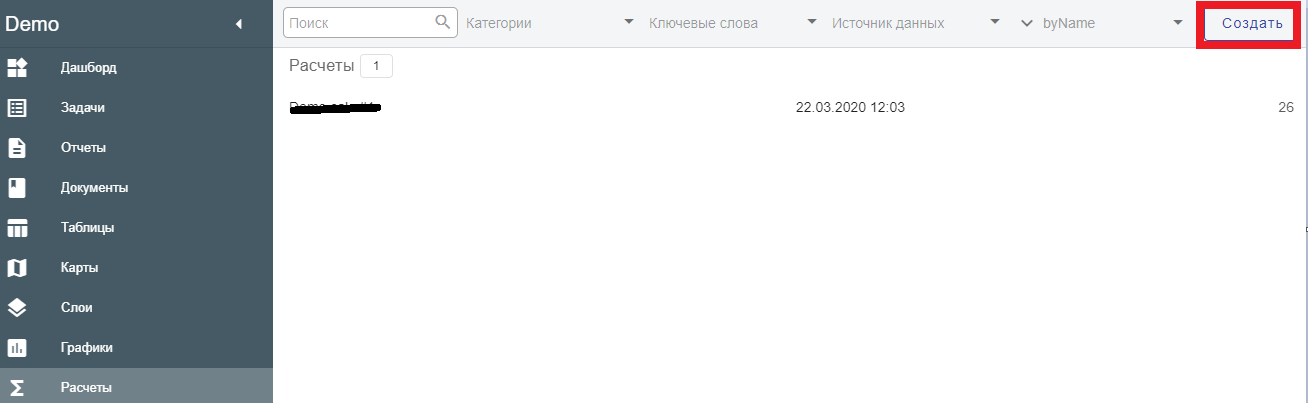 Demo
Поиск Категории Ключевые слова Источник данных byName Создать
Расчеты 1
22.03.2020 12:03 26
Дашборд
Задачи
Отчеты
Документы
Таблицы
Карты
Слои
Графики
Расчеты